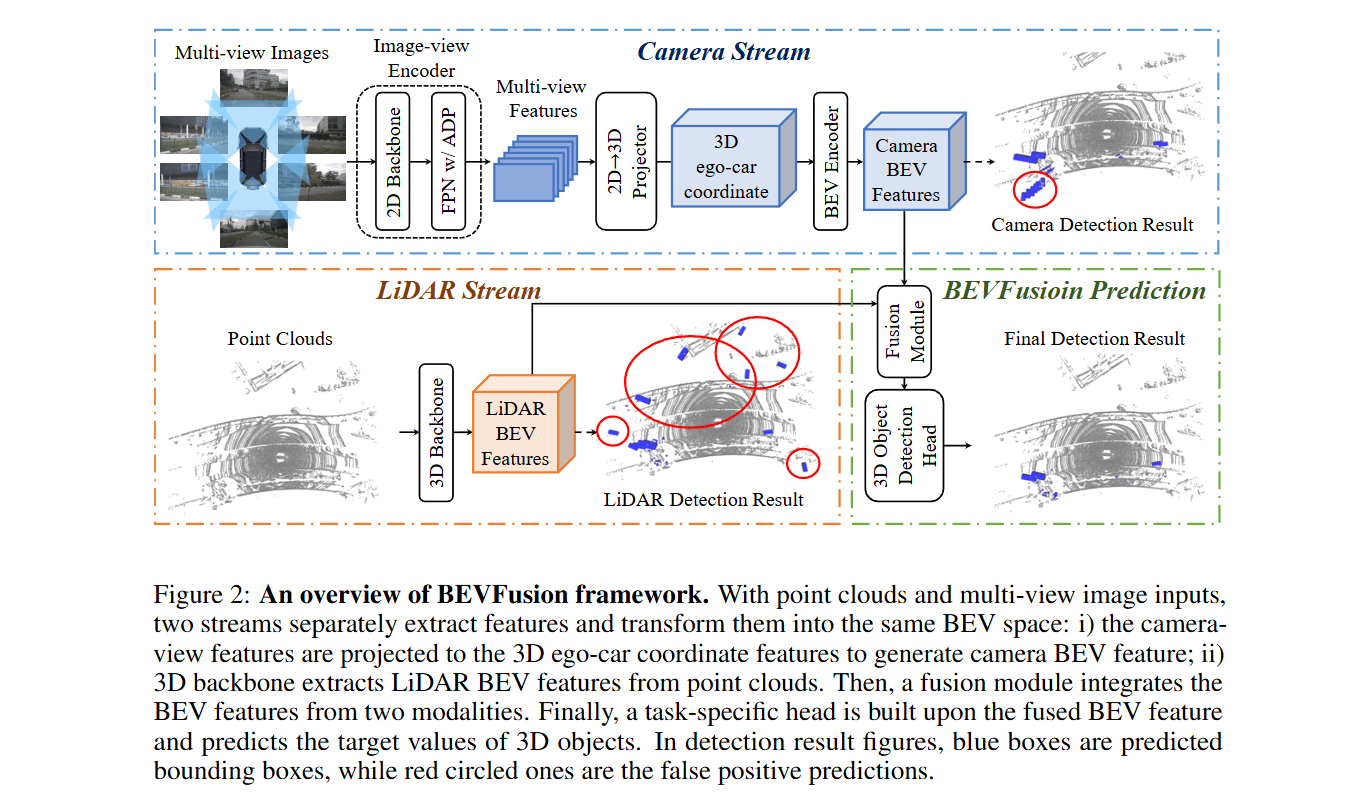 Camera Stream
Multi-view Images
Image-view
Encoder
2D Backbone
FPN w/ ADP
Multi-view
Features
2D→3D
Projector
3D
ego-car
coordinate
BEV Encoder
Camera
BEV
Features
Camera Detection Result
LiDAR Stream
Point Clouds
3D Backbone
LiDAR
BEV
Features
LiDAR Detection Result
BEVFusioin Prediction
Fusion
Module
3D Object
Detection
Head
Final Detection Result
Figure 2: An overview of BEVFusion framework. With point clouds and multi-view image inputs,
two streams separately extract features and transform them into the same BEV space: i) the camera-
view features are projected to the 3D ego-car coordinate features to generate camera BEV feature; ii)
3D backbone extracts LiDAR BEV features from point clouds. Then, a fusion module integrates the
BEV features from two modalities. Finally, a task-specific head is built upon the fused BEV feature
and predicts the target values of 3D objects. In detection result figures, blue boxes are predicted
bounding boxes, while red circled ones are the false positive predictions.